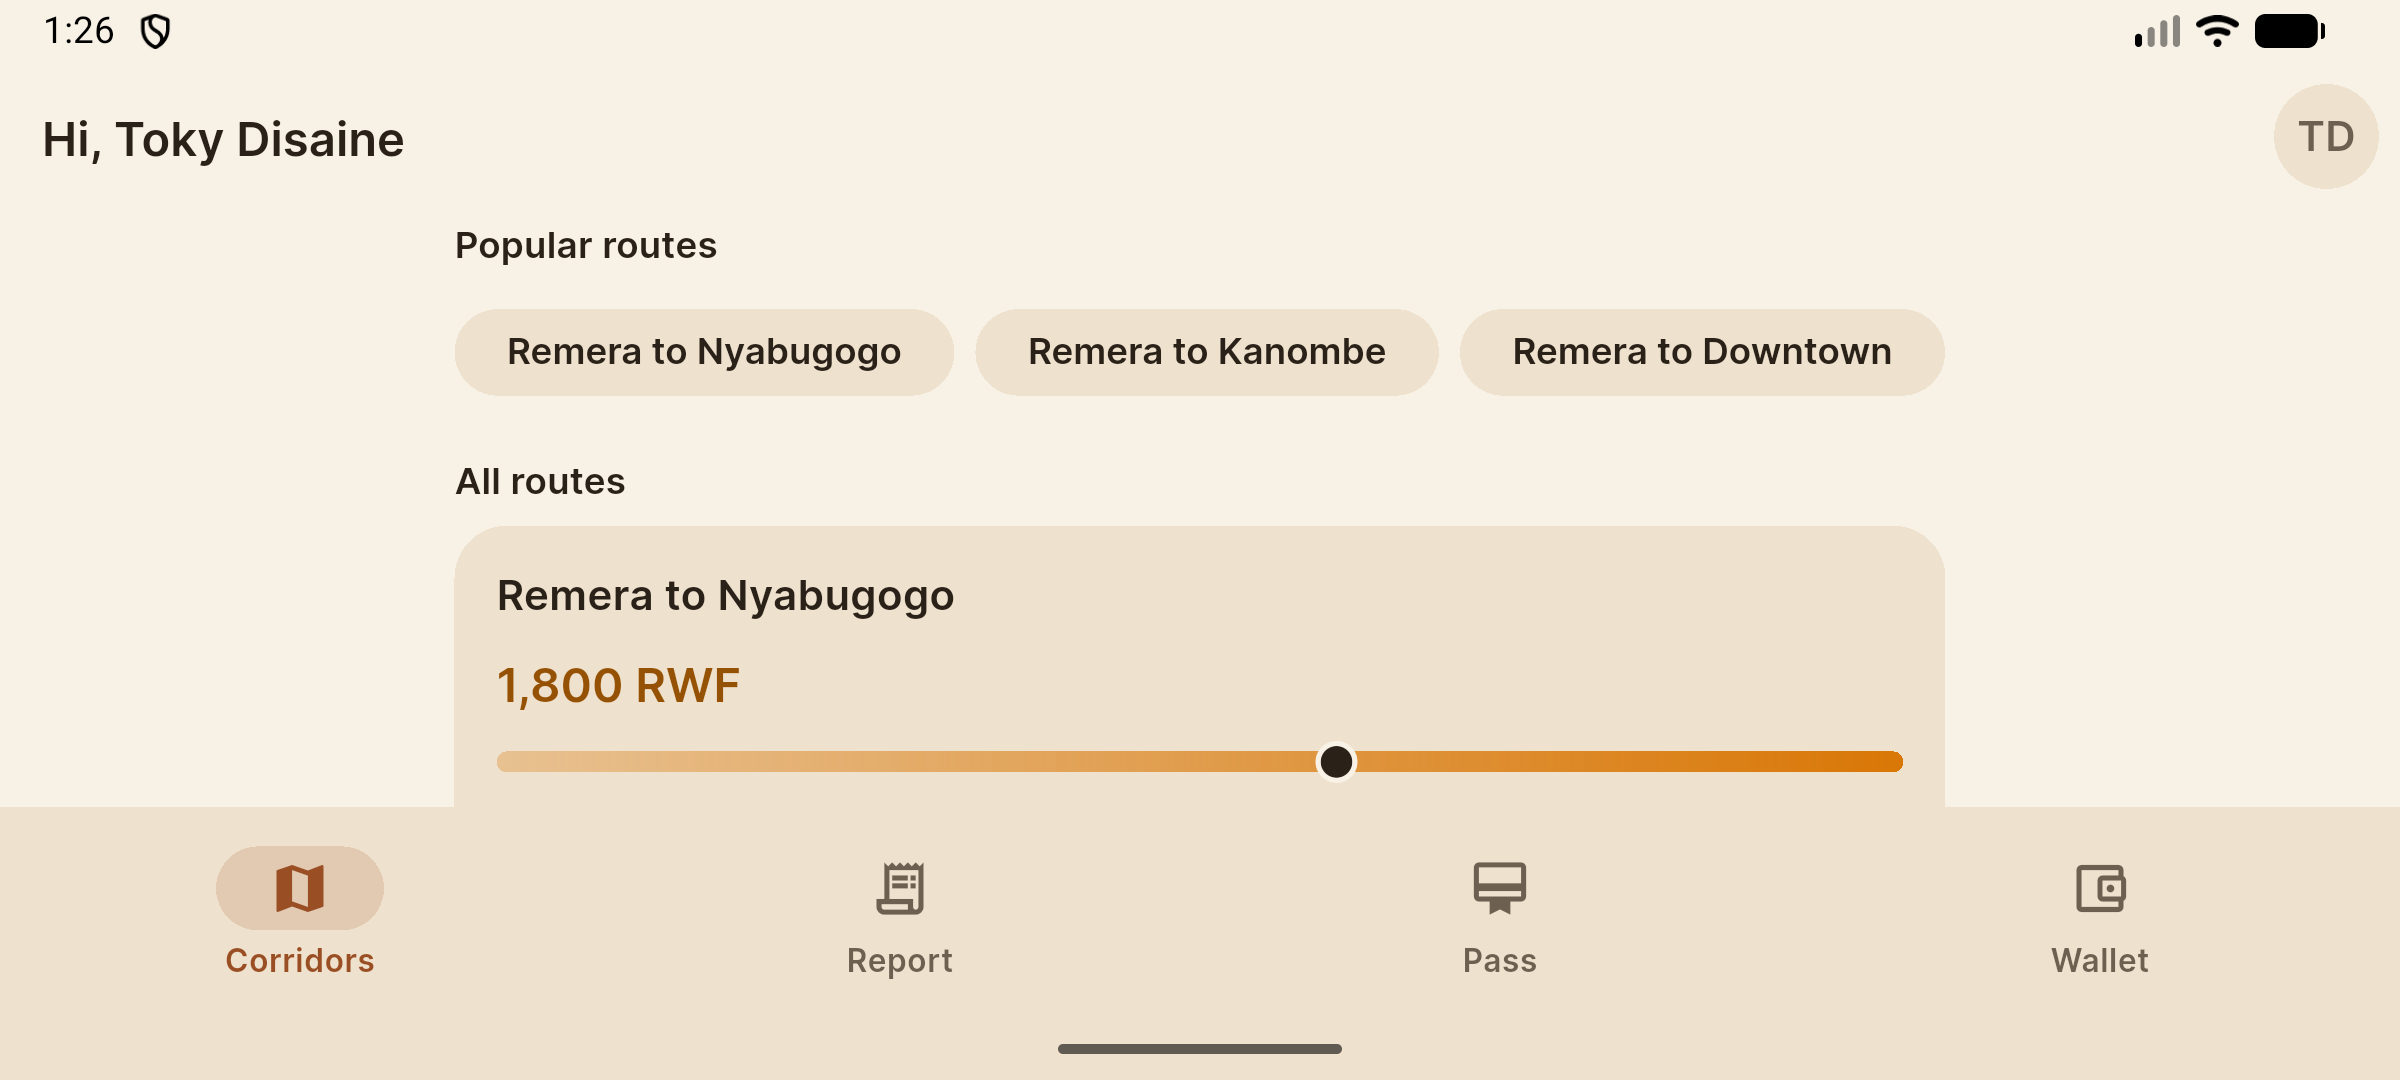 1:26
Hi, Toky Disaine
TD
Popular routes
Remera to Nyabugogo
Remera to Kanombe
Remera to Downtown
All routes
Remera to Nyabugogo
1,800 RWF
Corridors
Report
Pass
Wallet